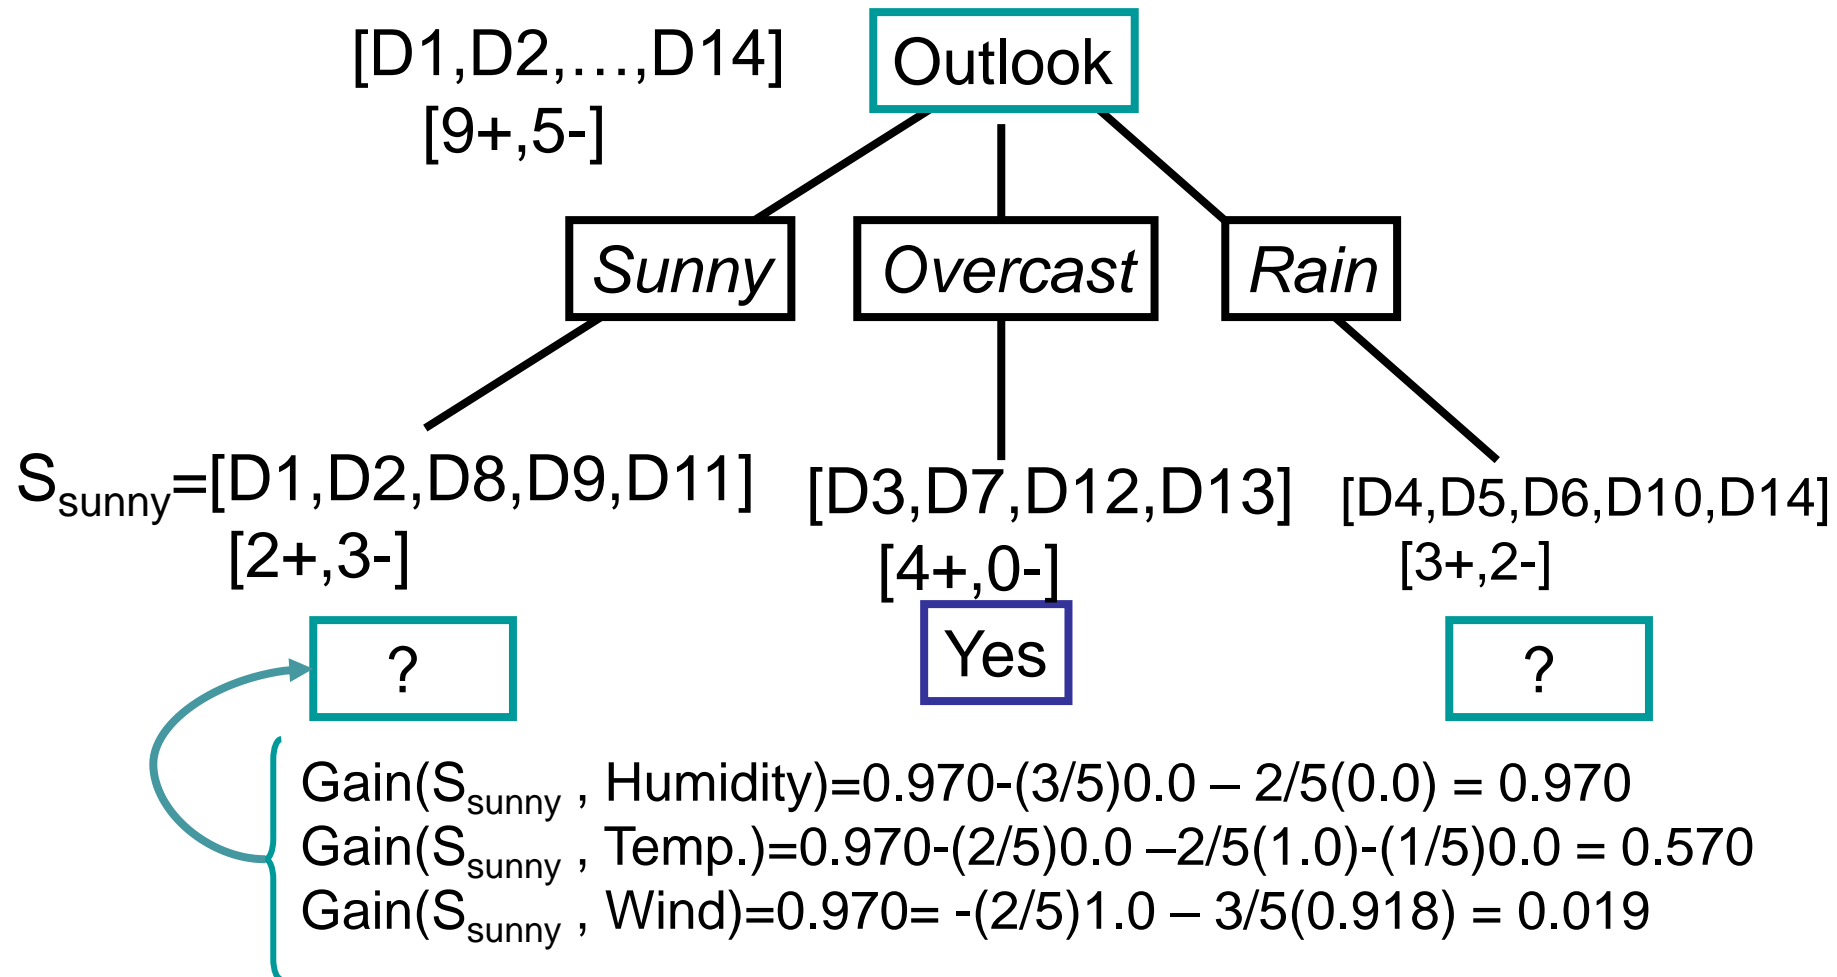 [D1,D2,…,D14]
[9+,5-]
Outlook
Sunny
Overcast
Rain
Ssunny=[D1,D2,D8,D9,D11]
[2+,3-]
[D3,D7,D12,D13]
[4+,0-]
[D4,D5,D6,D10,D14]
[3+,2-]
?
Yes
?
Gain(Ssunny , Humidity)=0.970-(3/5)0.0 – 2/5(0.0) = 0.970
Gain(Ssunny , Temp.)=0.970-(2/5)0.0 –2/5(1.0)-(1/5)0.0 = 0.570
Gain(Ssunny , Wind)=0.970= -(2/5)1.0 – 3/5(0.918) = 0.019